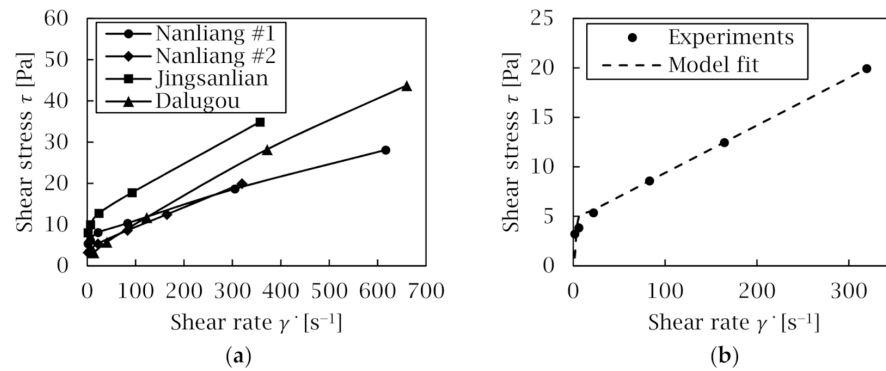 60
50
40
30
20
10
0
Shear stress τ [Pa]
Nanliang #1
Nanliang #2
Jingsanlian
Dalugou
0 100 200 300 400 500 600 700
Shear rate γ˙ [s⁻¹]
(a)
25
20
15
10
5
0
Shear stress τ [Pa]
Experiments
Model fit
0 100 200 300
Shear rate γ˙ [s⁻¹]
(b)